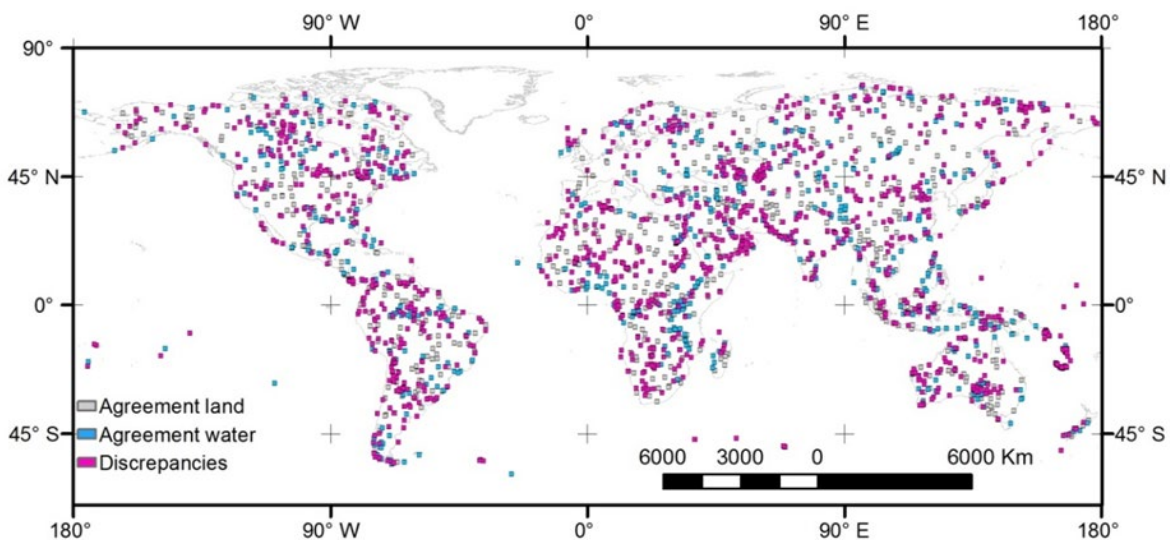 90° W 0° 90° E 180°
90°
45° N 45° N
0° 0°
Agreement land
Agreement water
45° S 45° S
Discrepancies
6000 3000 0 6000 Km
180° 90° W 0° 90° E 180°